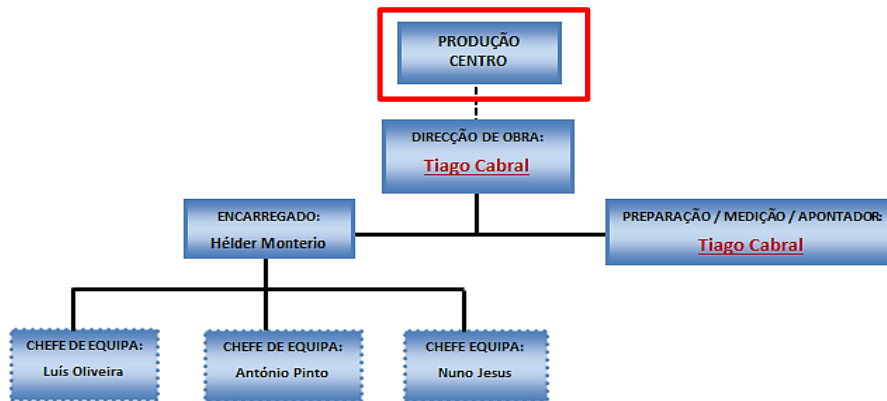 PRODUÇÃO
CENTRO
DIRECÇÃO DE OBRA:
Tiago Cabral
ENCARREGADO:
Hélder Monterio
PREPARAÇÃO / MEDIÇÃO / APONTADOR:
Tiago Cabral
CHEFE DE EQUIPA:
Luís Oliveira
CHEFE DE EQUIPA:
António Pinto
CHEFE EQUIPA:
Nuno Jesus